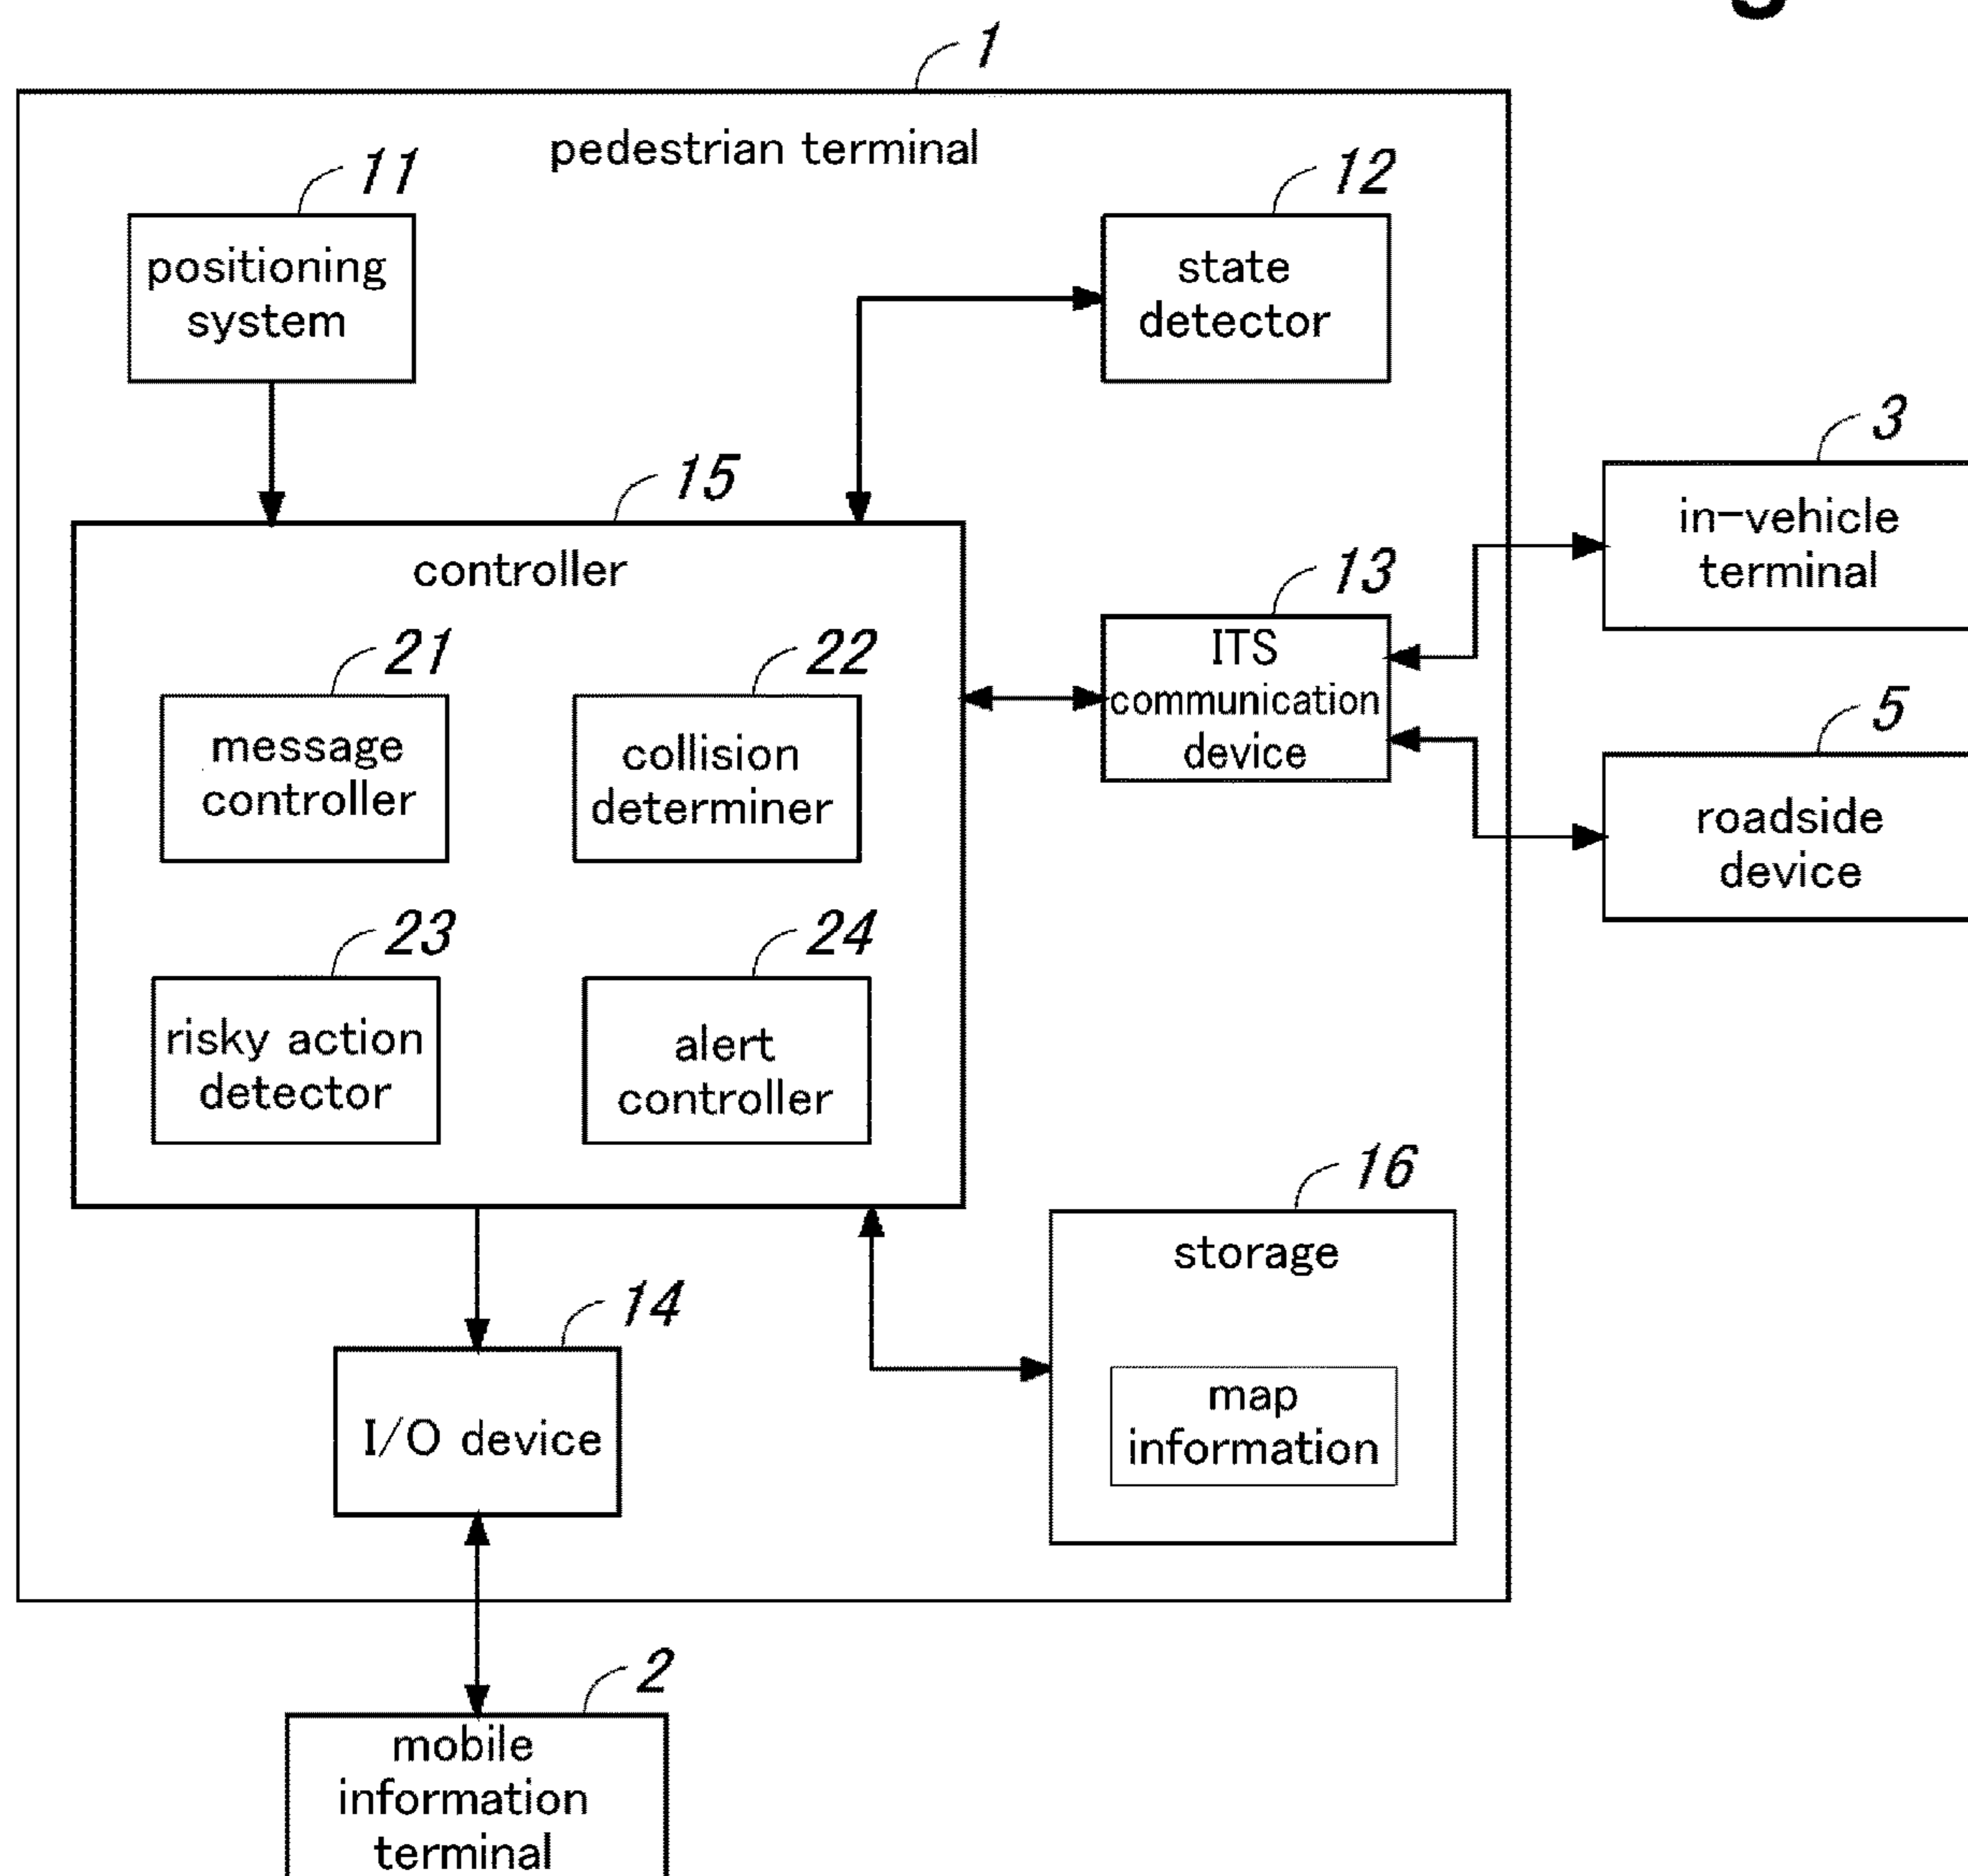 1
pedestrian terminal
11
positioning
system
12
state
detector
15
controller
21
message
controller
22
collision
determiner
23
risky action
detector
24
alert
controller
13
ITS
communication
device
3
in-vehicle
terminal
5
roadside
device
14
I/O device
16
storage
map
information
2
mobile
information
terminal